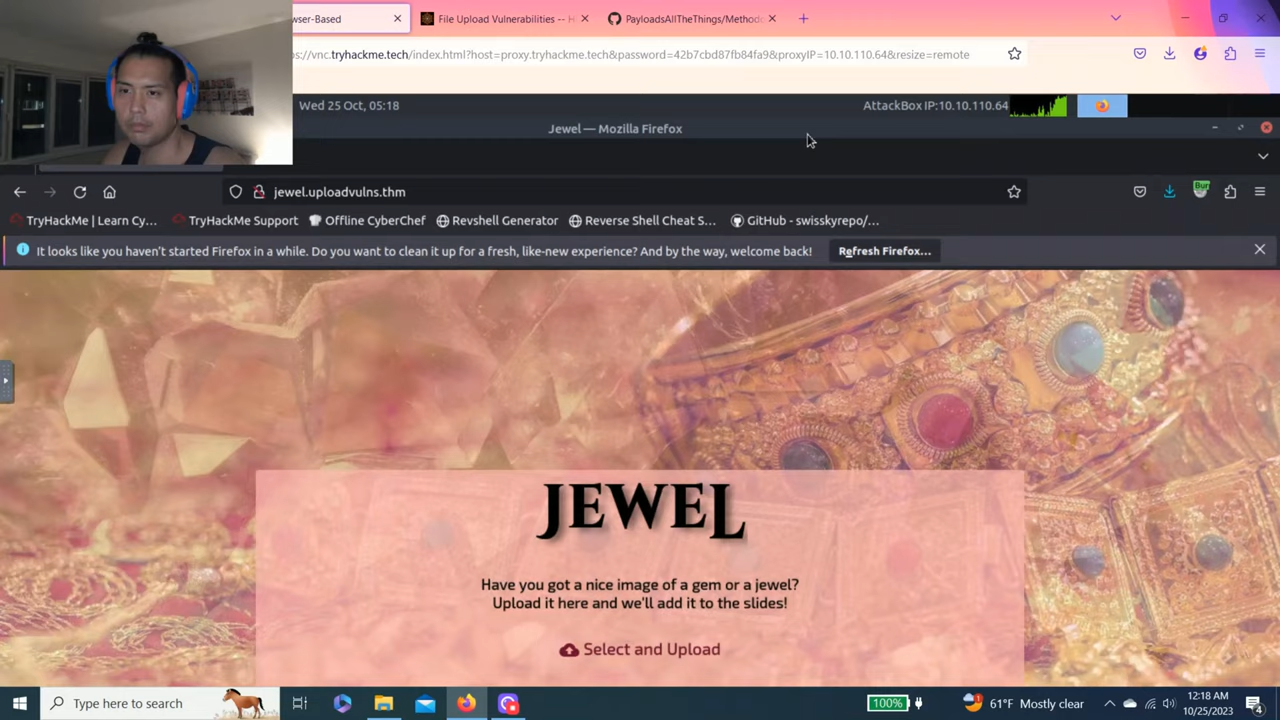 owser-Based
File Upload Vulnerabilities -- H
PayloadsAllTheThings/Methodo
s://vnc.tryhackme.tech/index.html?host=proxy.tryhackme.tech&password=42b7cbd87fb84fa9&proxyIP=10.10.110.64&resize=remote
Wed 25 Oct, 05:18
AttackBox IP:10.10.110.64
Jewel — Mozilla Firefox
jewel.uploadvulns.thm
Bur
TryHackMe | Learn Cy...
TryHackMe Support
Offline CyberChef
Revshell Generator
Reverse Shell Cheat S...
GitHub - swisskyrepo/...
It looks like you haven't started Firefox in a while. Do you want to clean it up for a fresh, like-new experience? And by the way, welcome back!
Refresh Firefox...
JEWEL
Have you got a nice image of a gem or a jewel?
Upload it here and we'll add it to the slides!
Select and Upload
Type here to search
100%
61°F Mostly clear
12:18 AM
10/25/2023
4